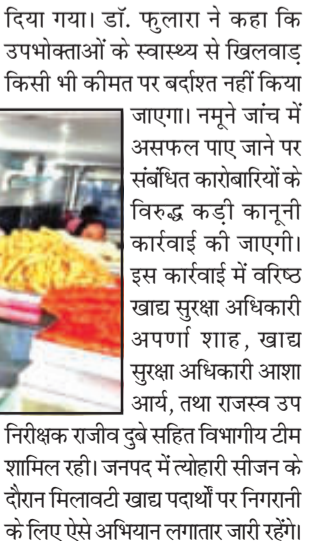 दिया गया। डॉ. फुलारा ने कहा कि
उपभोक्ताओं के स्वास्थ्य से खिलवाड़
किसी भी कीमत पर बर्दाश्त नहीं किया
जाएगा। नमूने जांच में
असफल पाए जाने पर
संबंधित कारोबारियों के
विरुद्ध कड़ी कानूनी
कार्रवाई की जाएगी।
इस कार्रवाई में वरिष्ठ
खाद्य सुरक्षा अधिकारी
अपर्णा शाह, खाद्य
सुरक्षा अधिकारी आशा
आर्य, तथा राजस्व उप
निरीक्षक राजीव दुबे सहित विभागीय टीम
शामिल रही। जनपद में त्योहारी सीजन के
दौरान मिलावटी खाद्य पदार्थों पर निगरानी
के लिए ऐसे अभियान लगातार जारी रहेंगे।